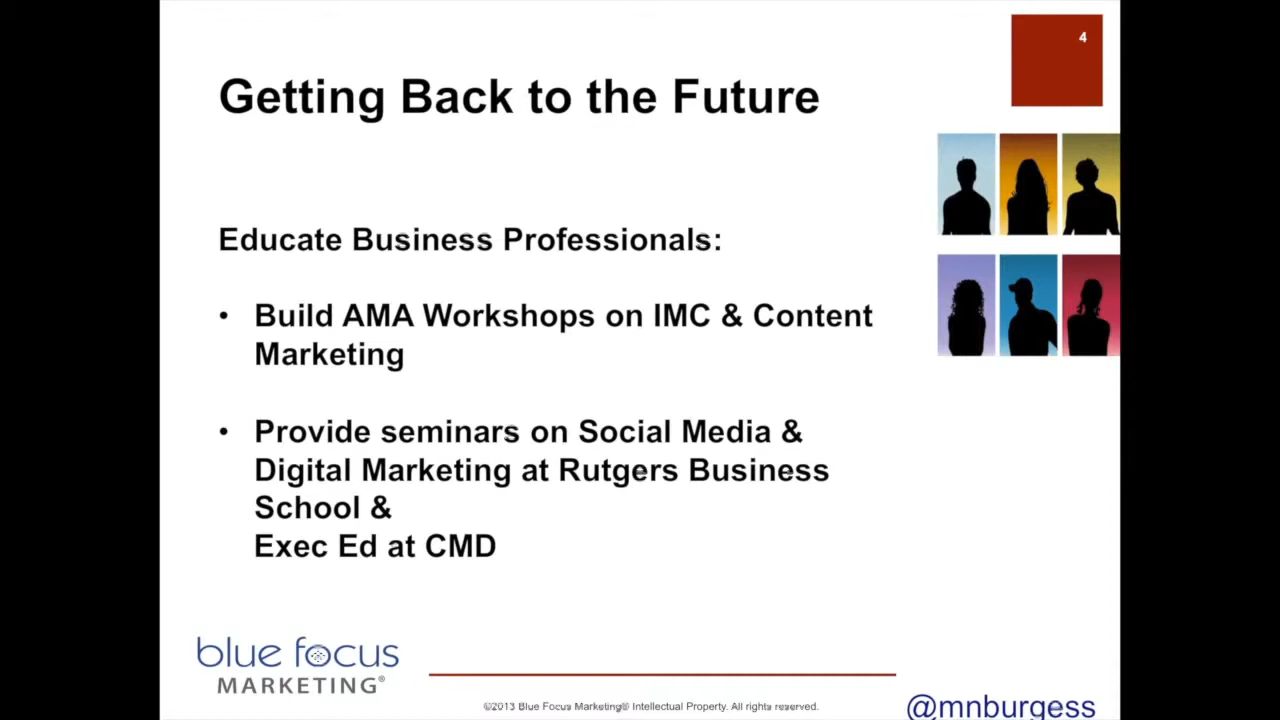 4
Getting Back to the Future
Educate Business Professionals:
• Build AMA Workshops on IMC & Content
Marketing
• Provide seminars on Social Media &
Digital Marketing at Rutgers Business
School &
Exec Ed at CMD
blue focus
MARKETING®
©2013 Blue Focus Marketing® Intellectual Property. All rights reserved.
@mnburgess